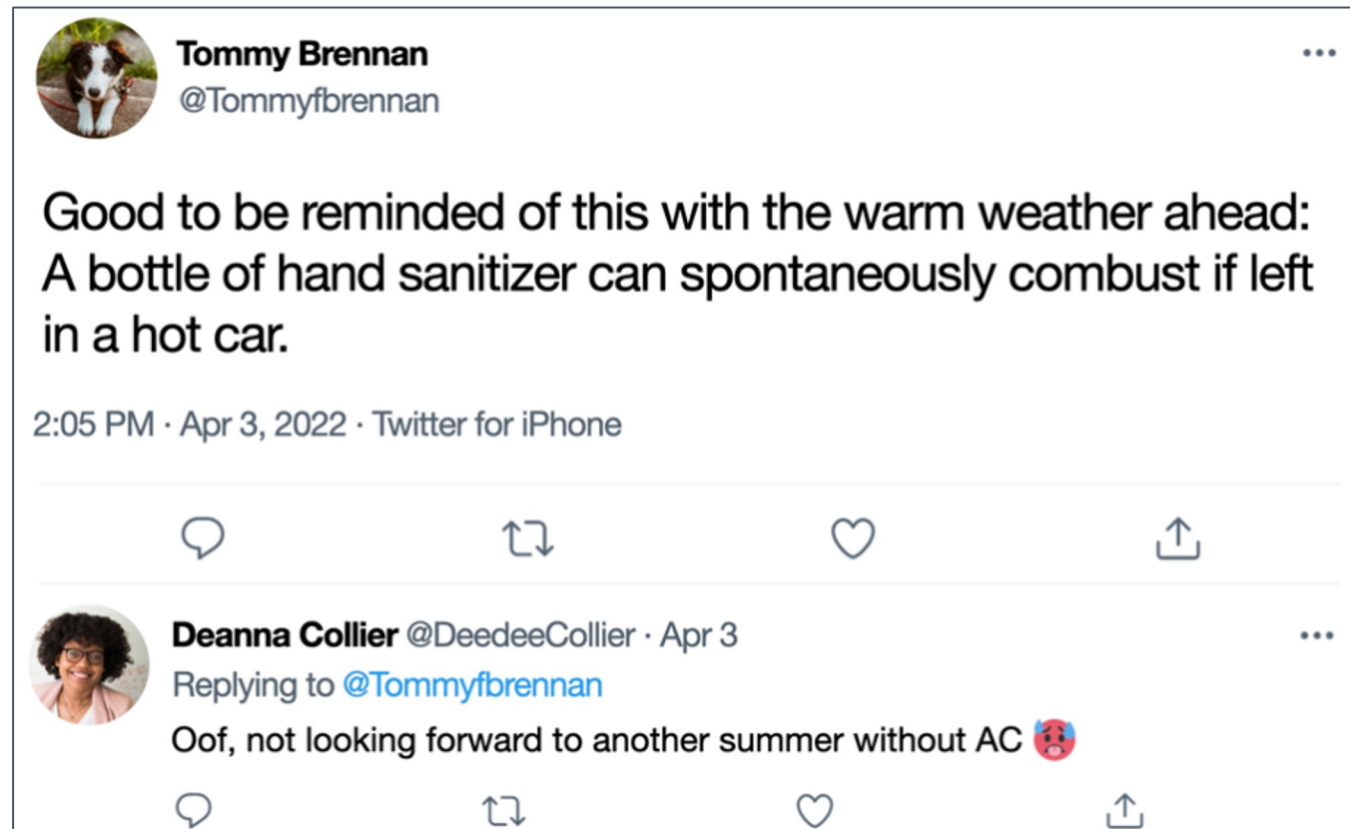 Tommy Brennan
@Tommyfbrennan
Good to be reminded of this with the warm weather ahead:
A bottle of hand sanitizer can spontaneously combust if left
in a hot car.
2:05 PM · Apr 3, 2022 · Twitter for iPhone
Deanna Collier @DeedeeCollier · Apr 3
Replying to @Tommyfbrennan
Oof, not looking forward to another summer without AC 🥵